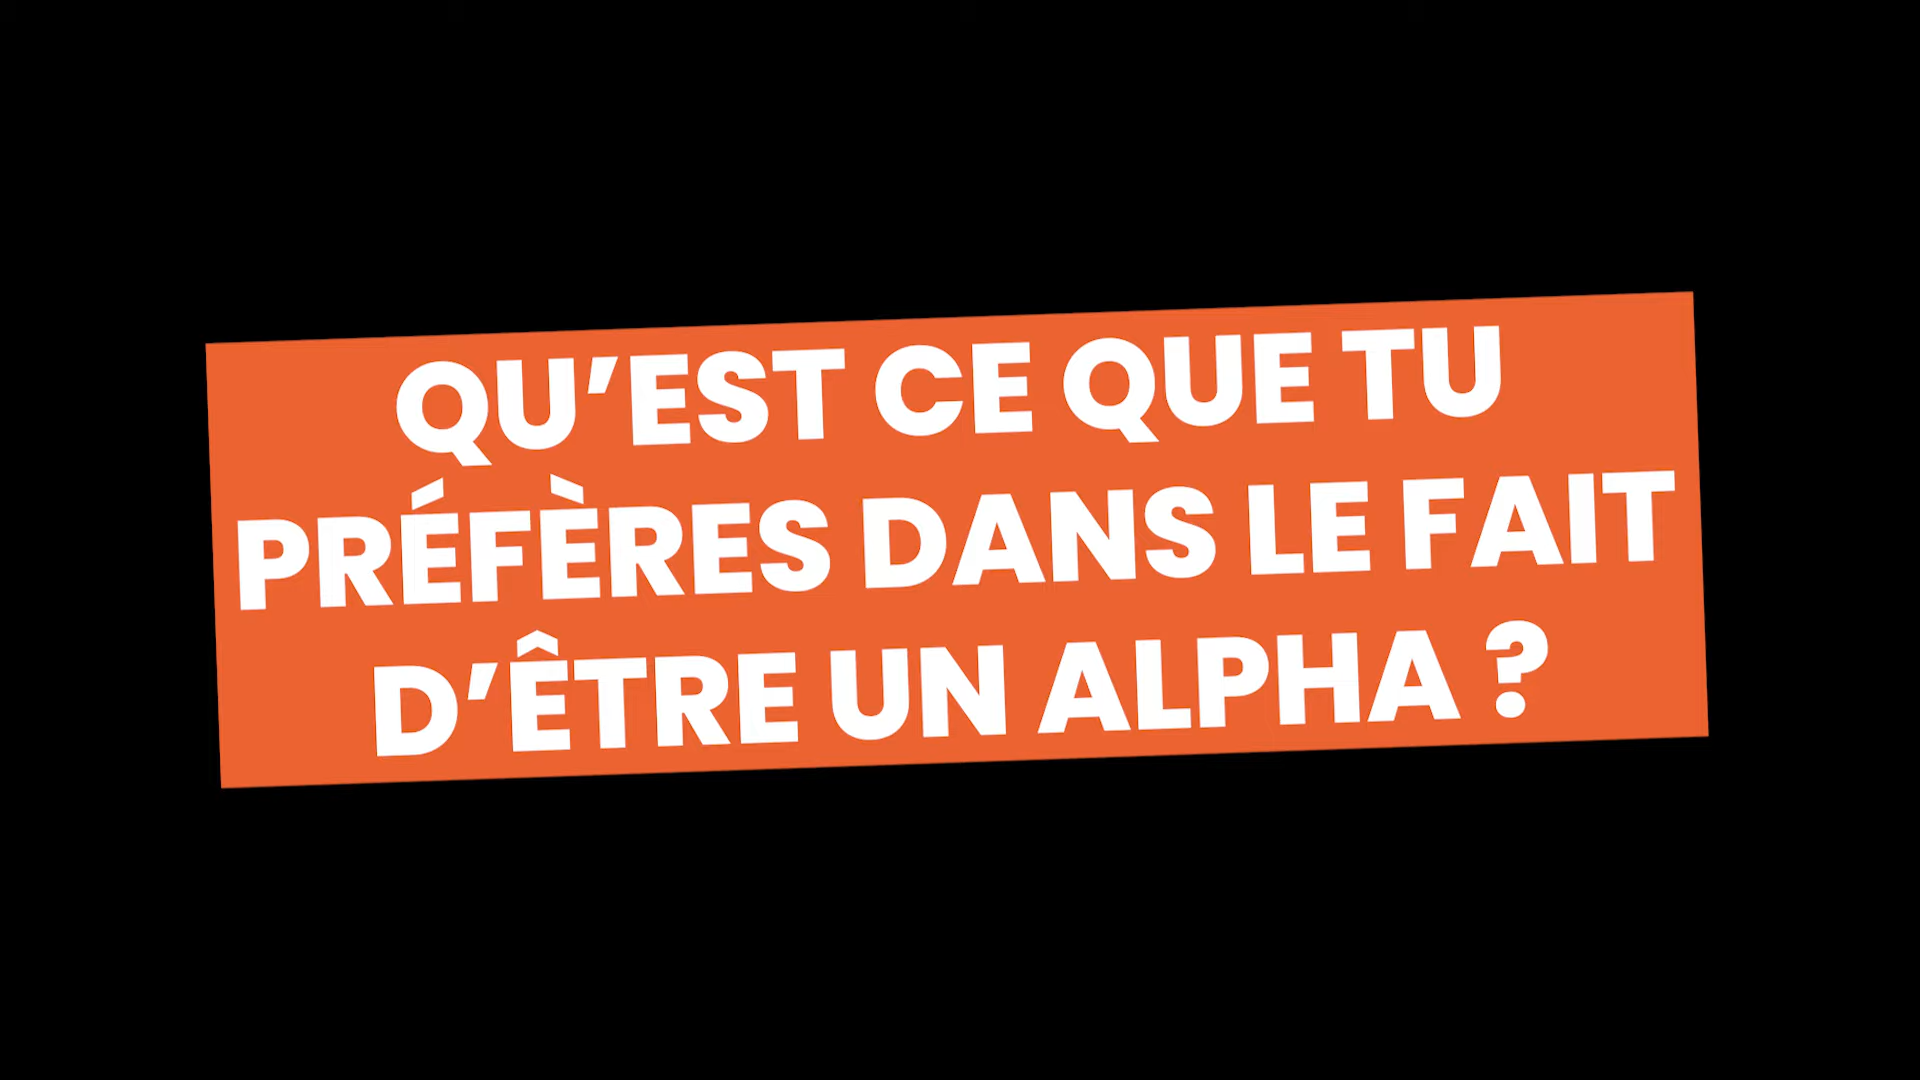 QU’EST CE QUE TU
PRÉFÈRES DANS LE FAIT
D’ÊTRE UN ALPHA ?